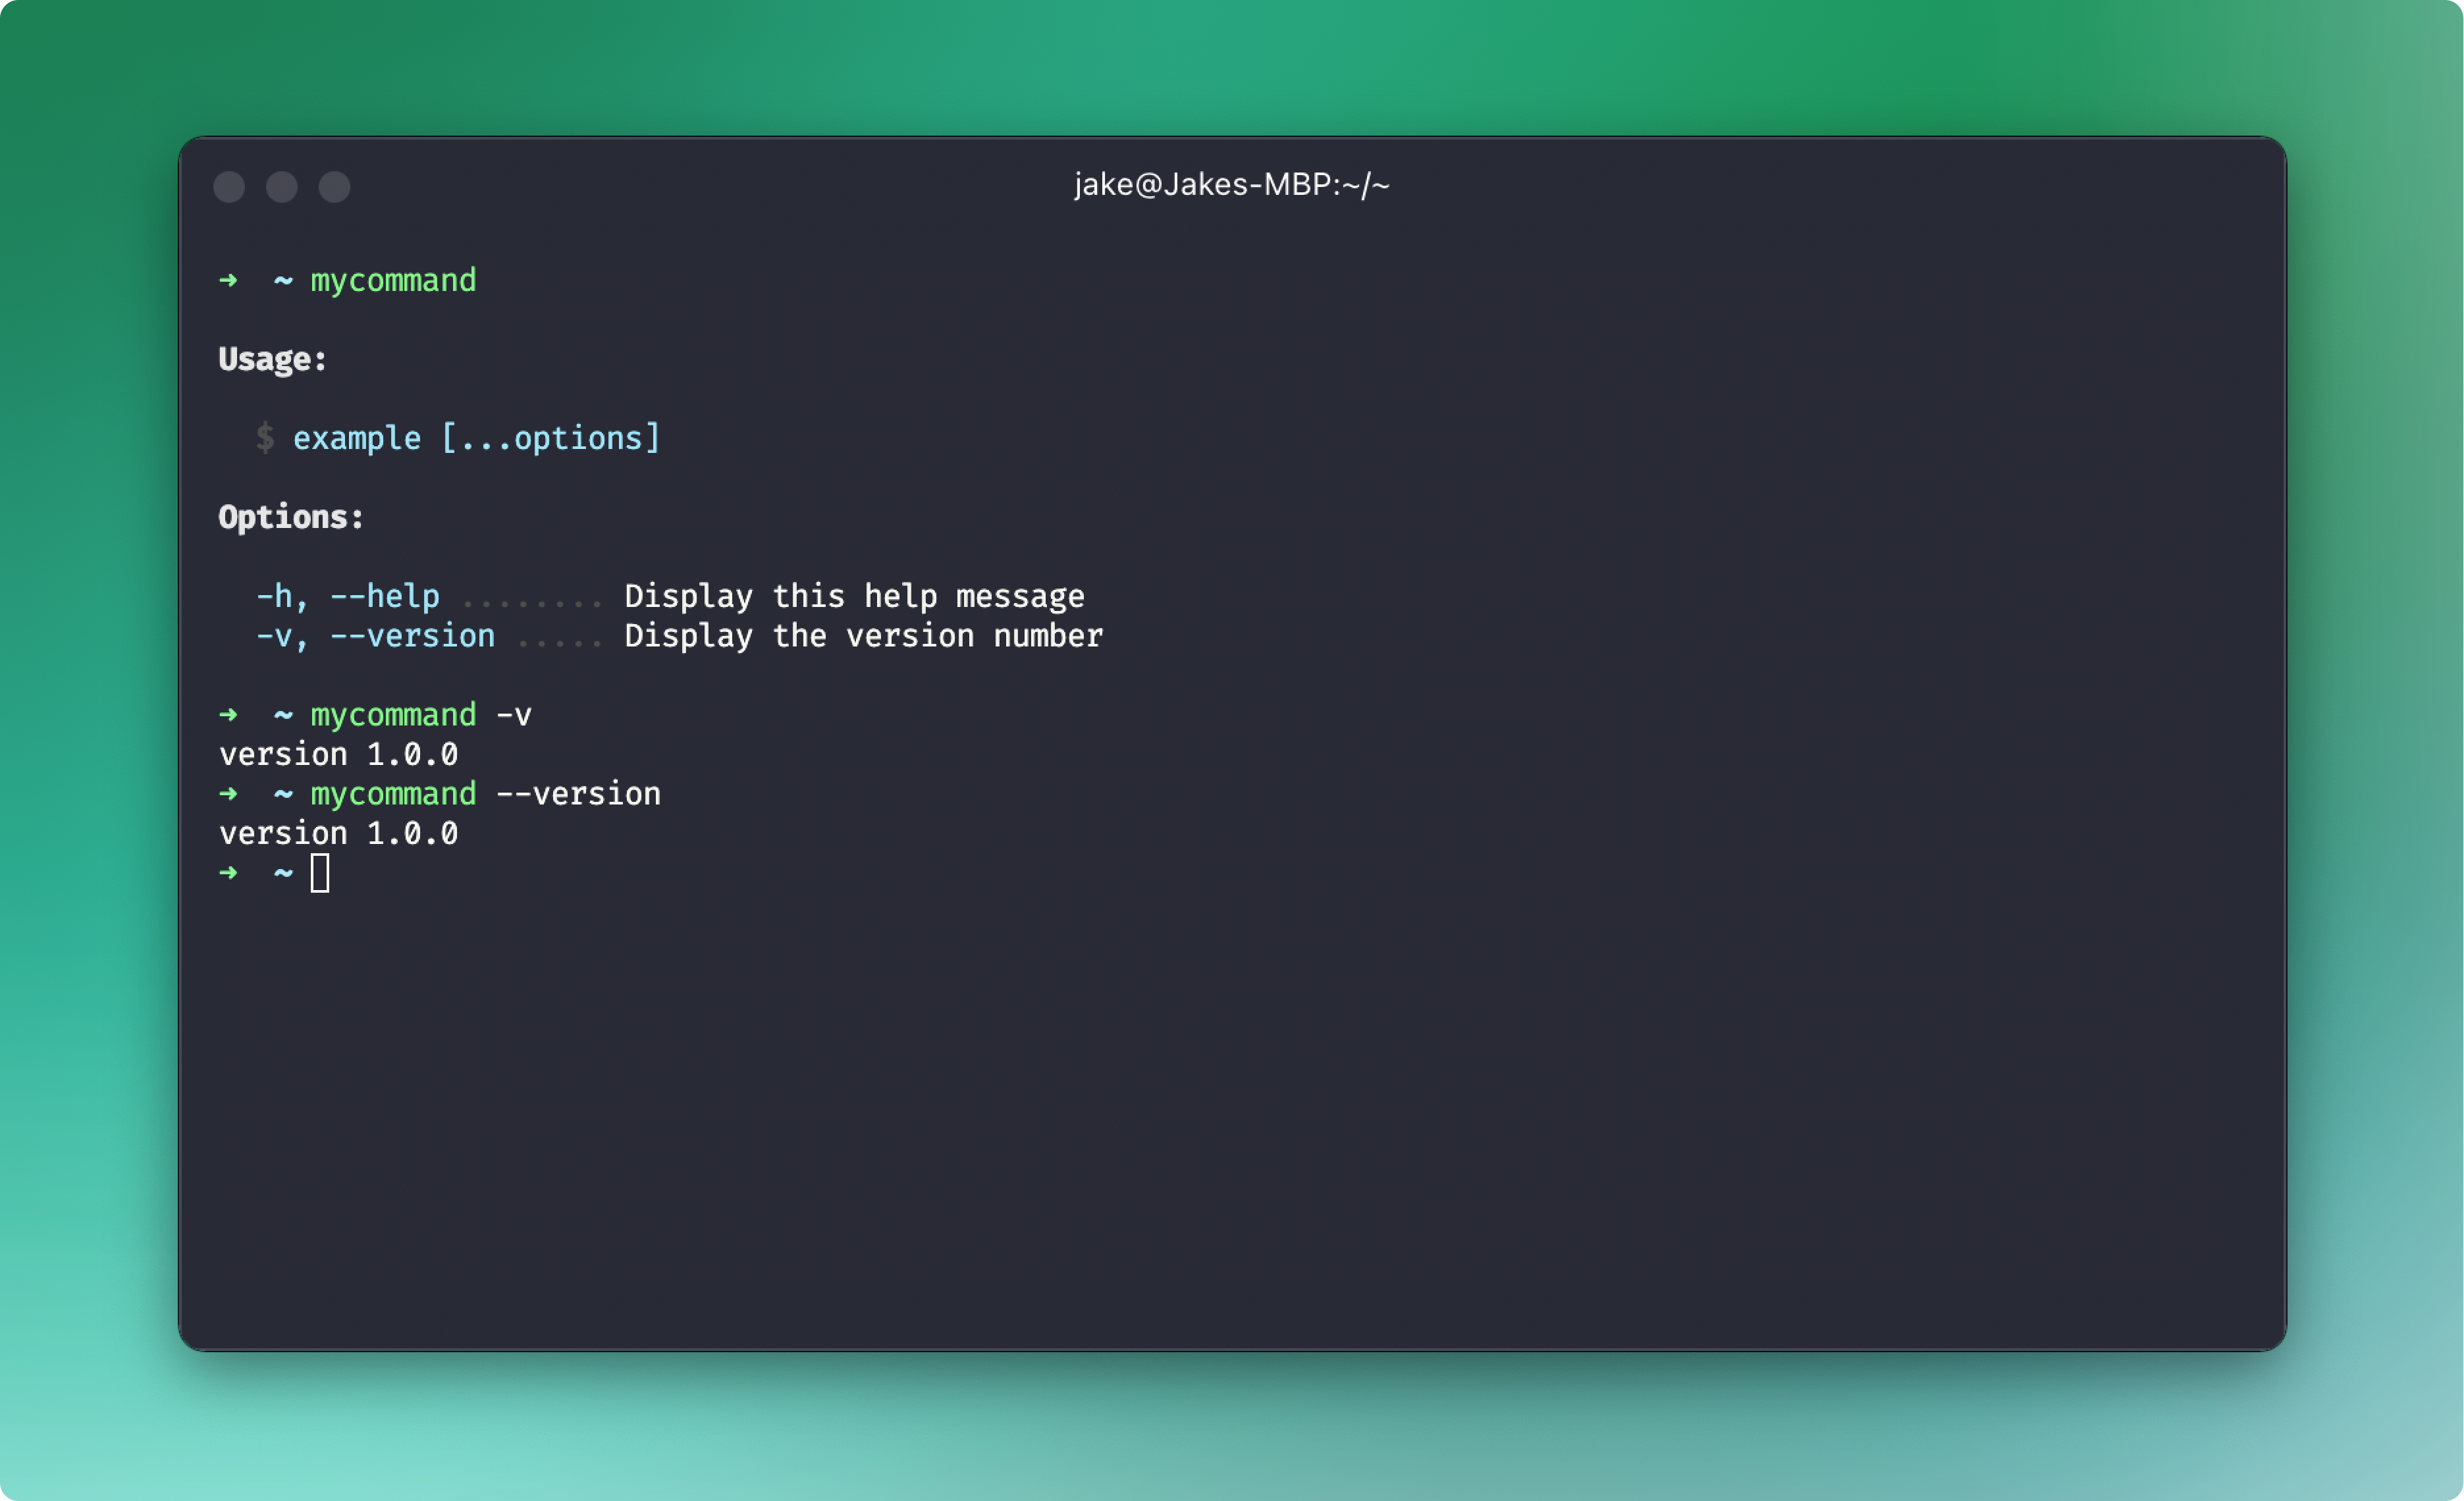 jake@Jakes-MBP:~/~
➜  ~ mycommand
Usage:
$ example [...options]
Options:
-h, --help ........ Display this help message
-v, --version ..... Display the version number
➜  ~ mycommand -v
version 1.0.0
➜  ~ mycommand --version
version 1.0.0
➜  ~